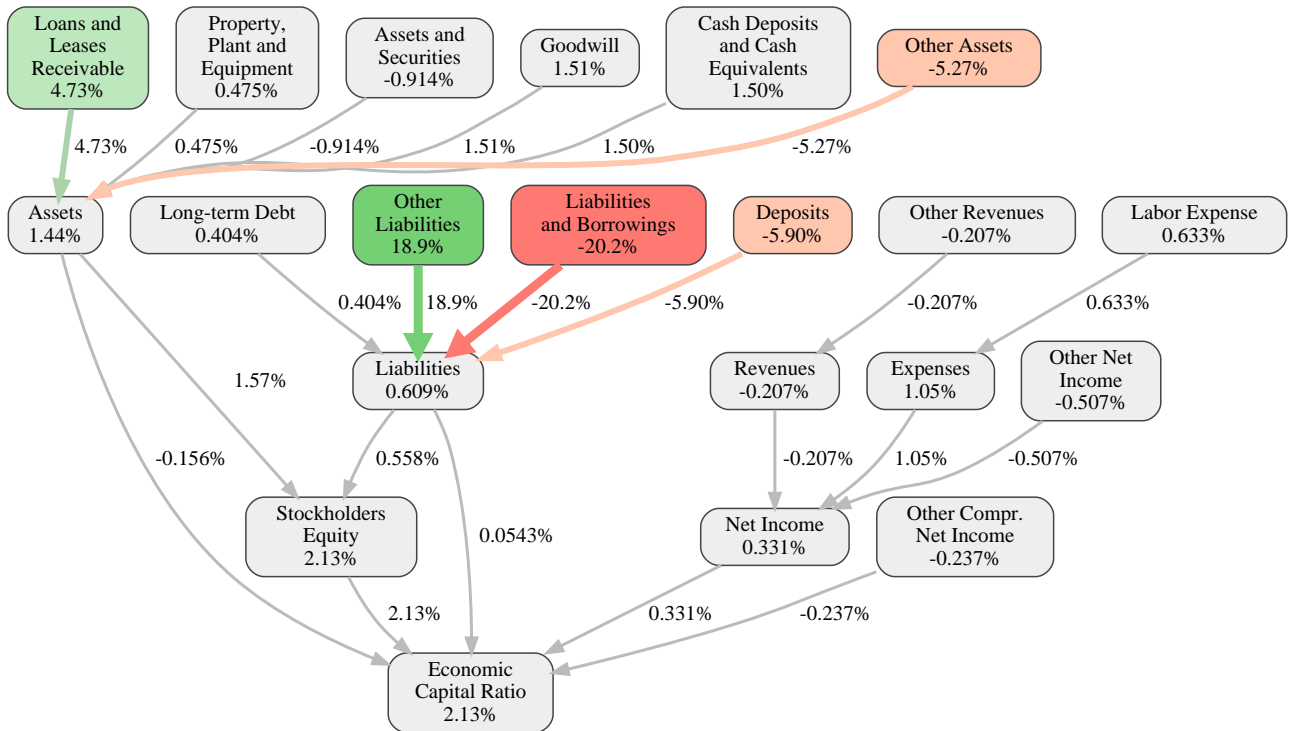 Loans and
Leases
Receivable
4.73%
Property,
Plant and
Equipment
0.475%
Assets and
Securities
-0.914%
Goodwill
1.51%
Cash Deposits
and Cash
Equivalents
1.50%
Other Assets
-5.27%
4.73%
0.475%
-0.914%
1.51%
1.50%
-5.27%
Assets
1.44%
Long-term Debt
0.404%
Other
Liabilities
18.9%
Liabilities
and Borrowings
-20.2%
Deposits
-5.90%
Other Revenues
-0.207%
Labor Expense
0.633%
0.404%
18.9%
-20.2%
-5.90%
-0.207%
0.633%
1.57%
Liabilities
0.609%
Revenues
-0.207%
Expenses
1.05%
Other Net
Income
-0.507%
-0.156%
0.558%
0.0543%
-0.207%
1.05%
-0.507%
Stockholders
Equity
2.13%
Net Income
0.331%
Other Compr.
Net Income
-0.237%
2.13%
0.331%
-0.237%
Economic
Capital Ratio
2.13%